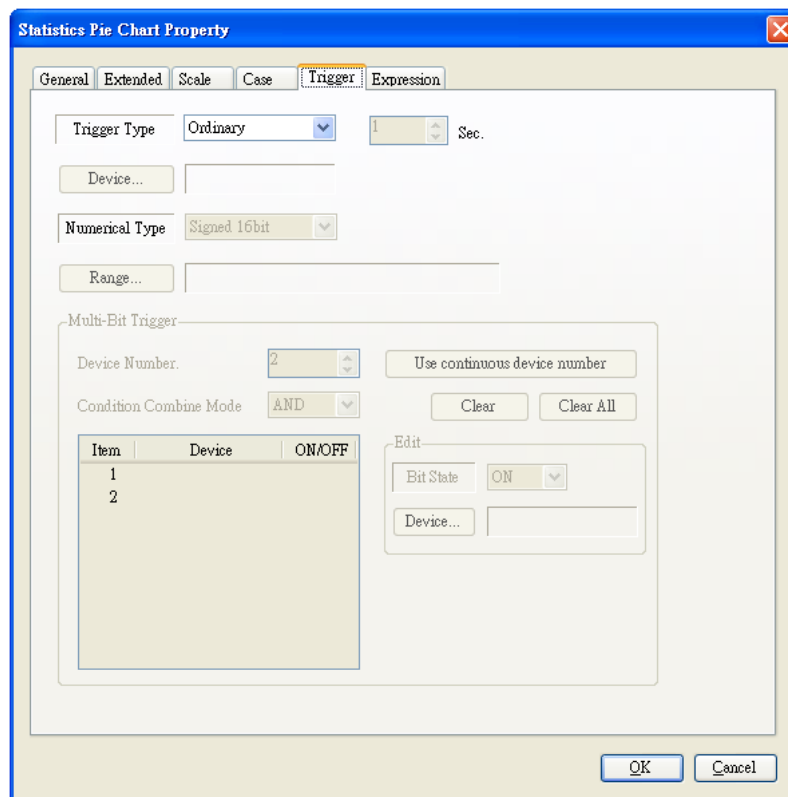 Statistics Pie Chart Property
General Extended Scale Case Trigger Expression
Trigger Type Ordinary 1 Sec.
Device...
Numerical Type Signed 16bit
Range...
Multi-Bit Trigger
Device Number. 2 Use continuous device number
Condition Combine Mode AND Clear Clear All
Item Device ON/OFF
1
2
Edit
Bit State ON
Device...
OK Cancel